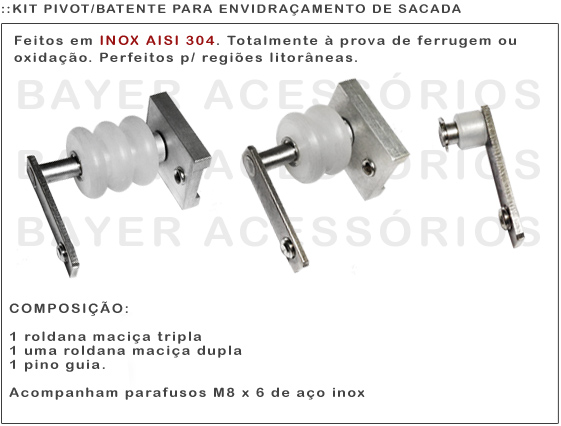 ::KIT PIVOT/BATENTE PARA ENVIDRAÇAMENTO DE SACADA
Feitos em INOX AISI 304. Totalmente à prova de ferrugem ou
oxidação. Perfeitos p/ regiões litorâneas.
BAYER ACESSÓRIOS
BAYER ACESSÓRIOS
BAYER ACESSÓRIOS
COMPOSIÇÃO:
1 roldana maciça tripla
1 uma roldana maciça dupla
1 pino guia.
Acompanham parafusos M8 x 6 de aço inox